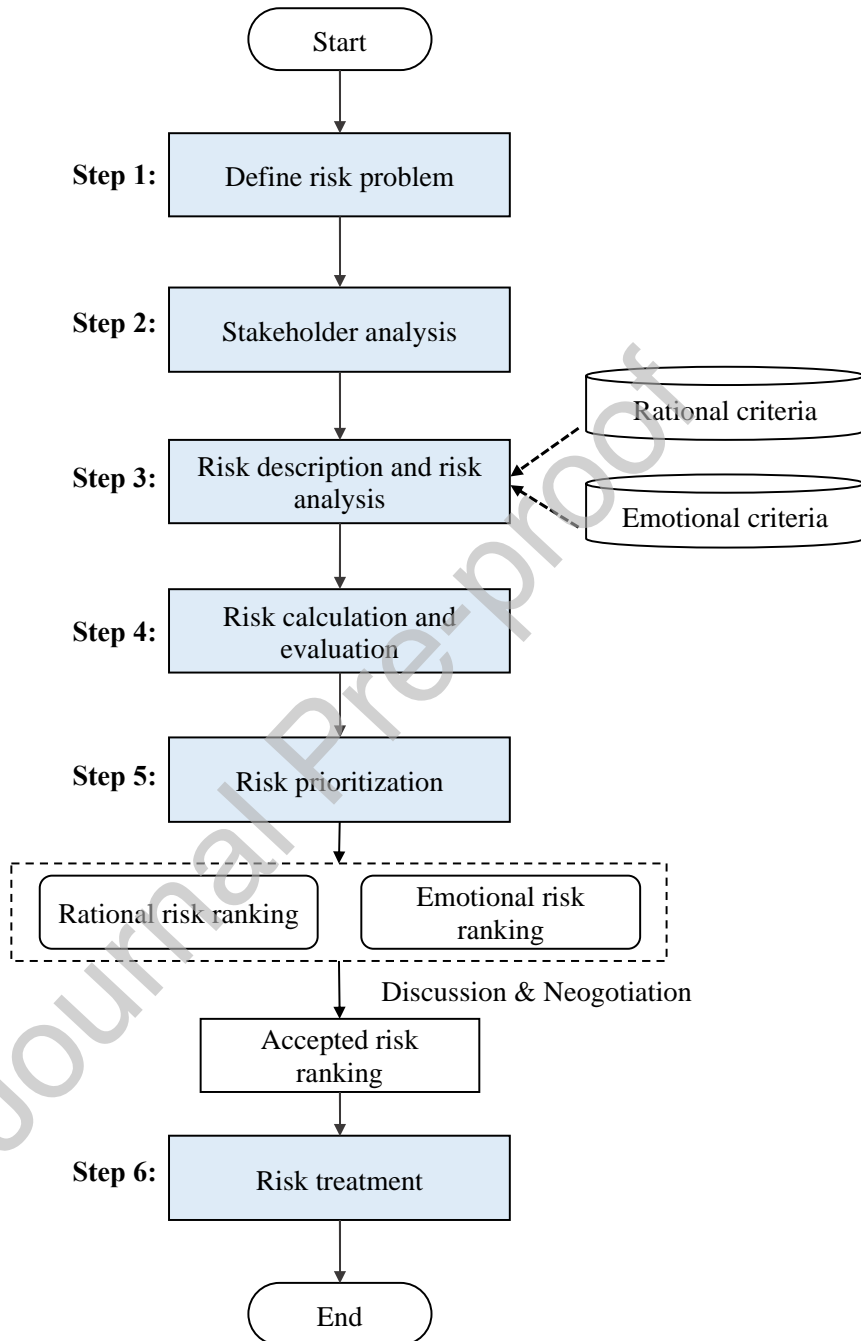 Start
Step 1:
Define risk problem
Step 2:
Stakeholder analysis
Rational criteria
Step 3:
Risk description and risk
analysis
Emotional criteria
Step 4:
Risk calculation and
evaluation
Step 5:
Risk prioritization
Rational risk ranking
Emotional risk
ranking
Discussion & Neogotiation
Accepted risk
ranking
Step 6:
Risk treatment
End
Journal Pre-proof